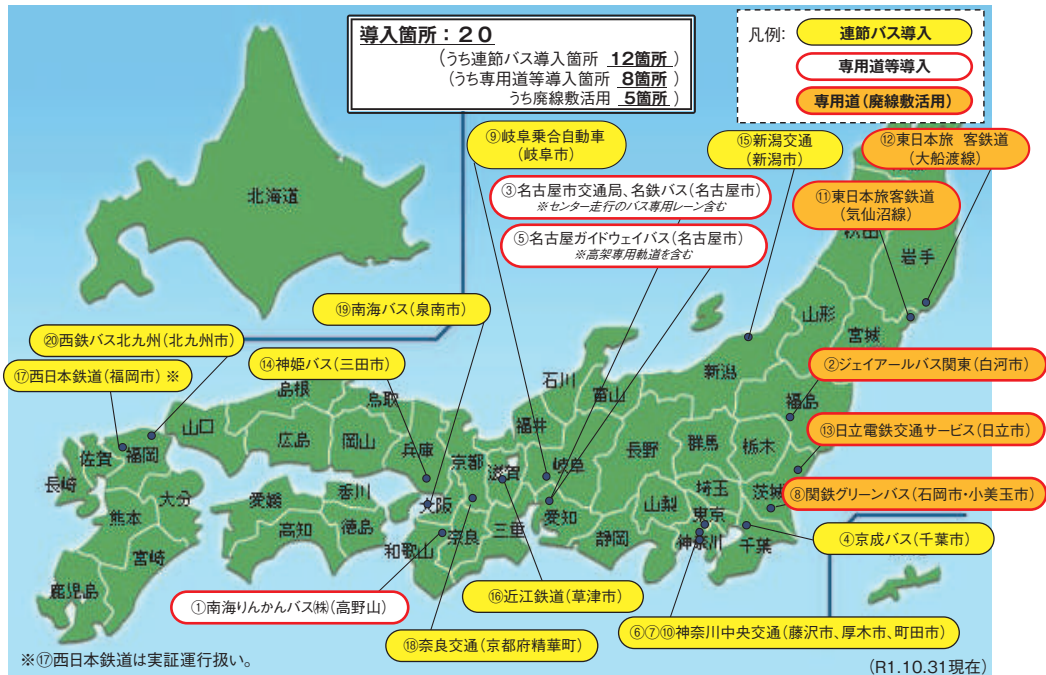 導入箇所：20
（うち連節バス導入箇所 12箇所）
（うち専用道等導入箇所 8箇所）
うち廃線敷活用 5箇所）
凡例:
連節バス導入
専用道等導入
専用道(廃線敷活用)
⑨岐阜乗合自動車
(岐阜市)
⑮新潟交通
(新潟市)
⑫東日本旅 客鉄道
(大船渡線)
③名古屋市交通局、名鉄バス(名古屋市)
※センター走行のバス専用レーン含む
⑪東日本旅客鉄道
(気仙沼線)
⑤名古屋ガイドウェイバス(名古屋市)
※高架専用軌道を含む
北海道
秋田
岩手
⑲南海バス(泉南市)
山形
宮城
⑳西鉄バス北九州(北九州市)
⑭神姫バス(三田市)
⑰西日本鉄道(福岡市) ※
②ジェイアールバス関東(白河市)
新潟
石川
富山
福島
島根
鳥取
山口
広島
岡山
兵庫
京都
滋賀
福井
岐阜
長野
群馬
栃木
⑬日立電鉄交通サービス(日立市)
佐賀
福岡
長崎
大分
熊本
宮崎
鹿児島
愛媛
香川
高知
徳島
大阪
奈良
和歌山
三重
愛知
静岡
山梨
埼玉
東京
神奈川
千葉
茨城
⑧関鉄グリーンバス(石岡市・小美玉市)
④京成バス(千葉市)
①南海りんかんバス㈱(高野山)
⑯近江鉄道(草津市)
⑱奈良交通(京都府精華町)
⑥⑦⑩神奈川中央交通(藤沢市、厚木市、町田市)
※⑰西日本鉄道は実証運行扱い。
(R1.10.31現在)